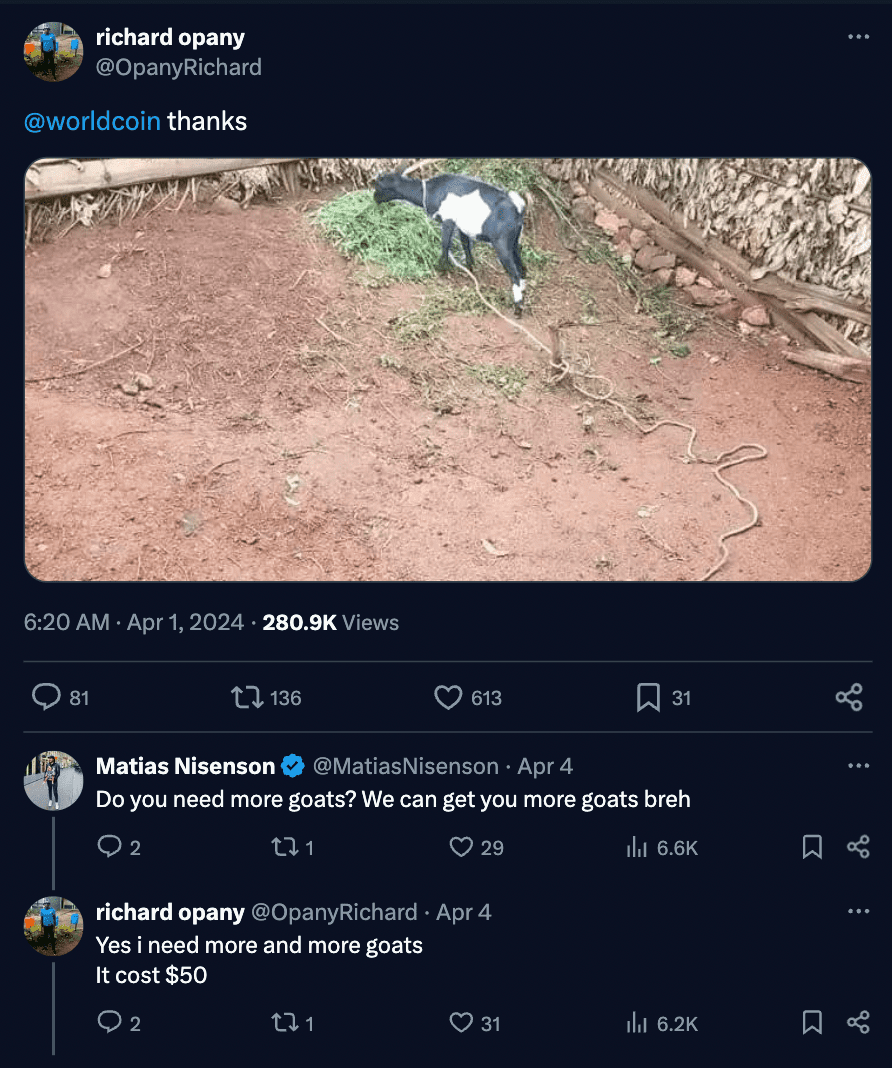 richard opany
@OpanyRichard
@worldcoin thanks
6:20 AM · Apr 1, 2024 · 280.9K Views
81 136 613 31
Matias Nisenson @MatiasNisenson · Apr 4
Do you need more goats? We can get you more goats breh
2 1 29 6.6K
richard opany @OpanyRichard · Apr 4
Yes i need more and more goats
It cost $50
2 1 31 6.2K